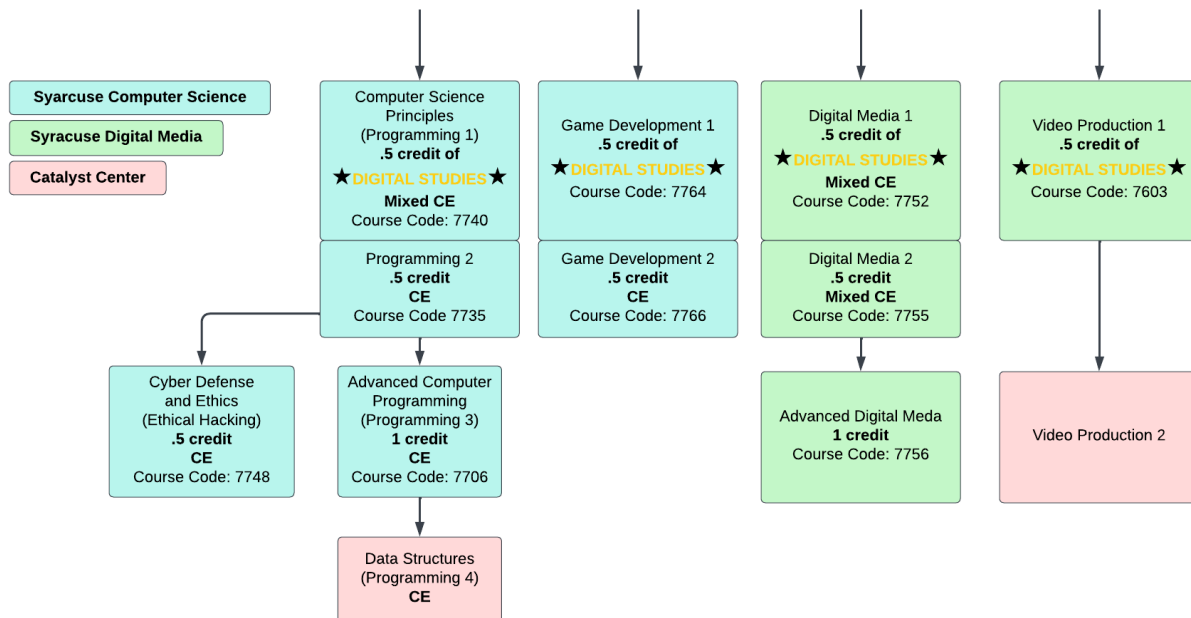 Syarcuse Computer Science
Syracuse Digital Media
Catalyst Center
Computer Science
Principles
(Programming 1)
.5 credit of
★DIGITAL STUDIES★
Mixed CE
Course Code: 7740
Game Development 1
.5 credit of
★DIGITAL STUDIES★
Course Code: 7764
Digital Media 1
.5 credit of
★DIGITAL STUDIES★
Mixed CE
Course Code: 7752
Video Production 1
.5 credit of
★DIGITAL STUDIES★
Course Code: 7603
Programming 2
.5 credit
CE
Course Code 7735
Game Development 2
.5 credit
CE
Course Code: 7766
Digital Media 2
.5 credit
Mixed CE
Course Code: 7755
Cyber Defense
and Ethics
(Ethical Hacking)
.5 credit
CE
Course Code: 7748
Advanced Computer
Programming
(Programming 3)
1 credit
CE
Course Code: 7706
Advanced Digital Meda
1 credit
Course Code: 7756
Video Production 2
Data Structures
(Programming 4)
CE